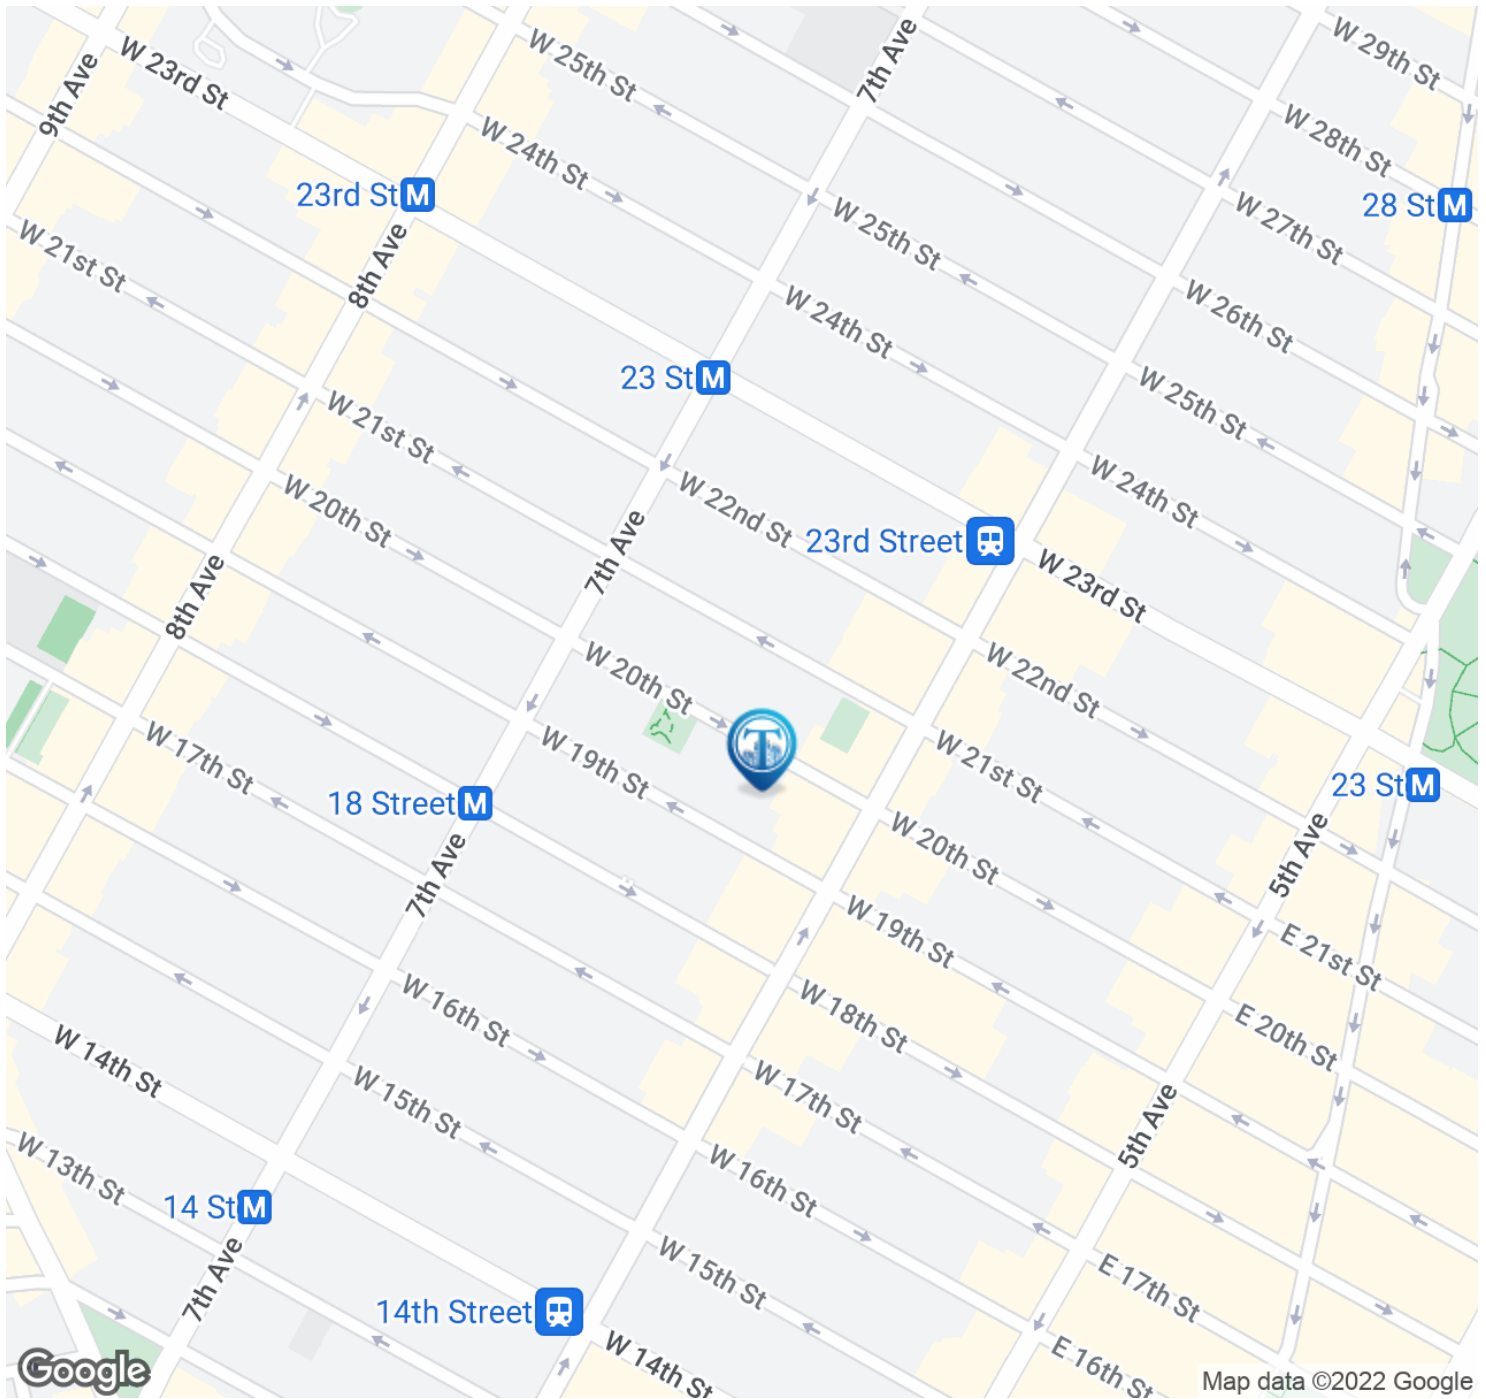 W 23rd St
9th Ave
W 25th St
7th Ave
W 29th St
W 24th St
W 28th St
23rd St M
28 St M
W 21st St
8th Ave
W 25th St
W 27th St
W 24th St
W 26th St
23 St M
W 21st St
W 25th St
W 20th St
W 22nd St
W 24th St
7th Ave
23rd Street
W 23rd St
8th Ave
W 20th St
W 22nd St
T
W 17th St
W 19th St
W 21st St
23 St M
18 Street M
5th Ave
W 20th St
7th Ave
W 19th St
E 21st St
W 16th St
W 18th St
E 20th St
W 14th St
W 15th St
W 17th St
5th Ave
W 13th St
W 16th St
14 St M
7th Ave
W 15th St
E 17th St
14th Street
W 14th St
E 16th St
Google
Map data ©2022 Google